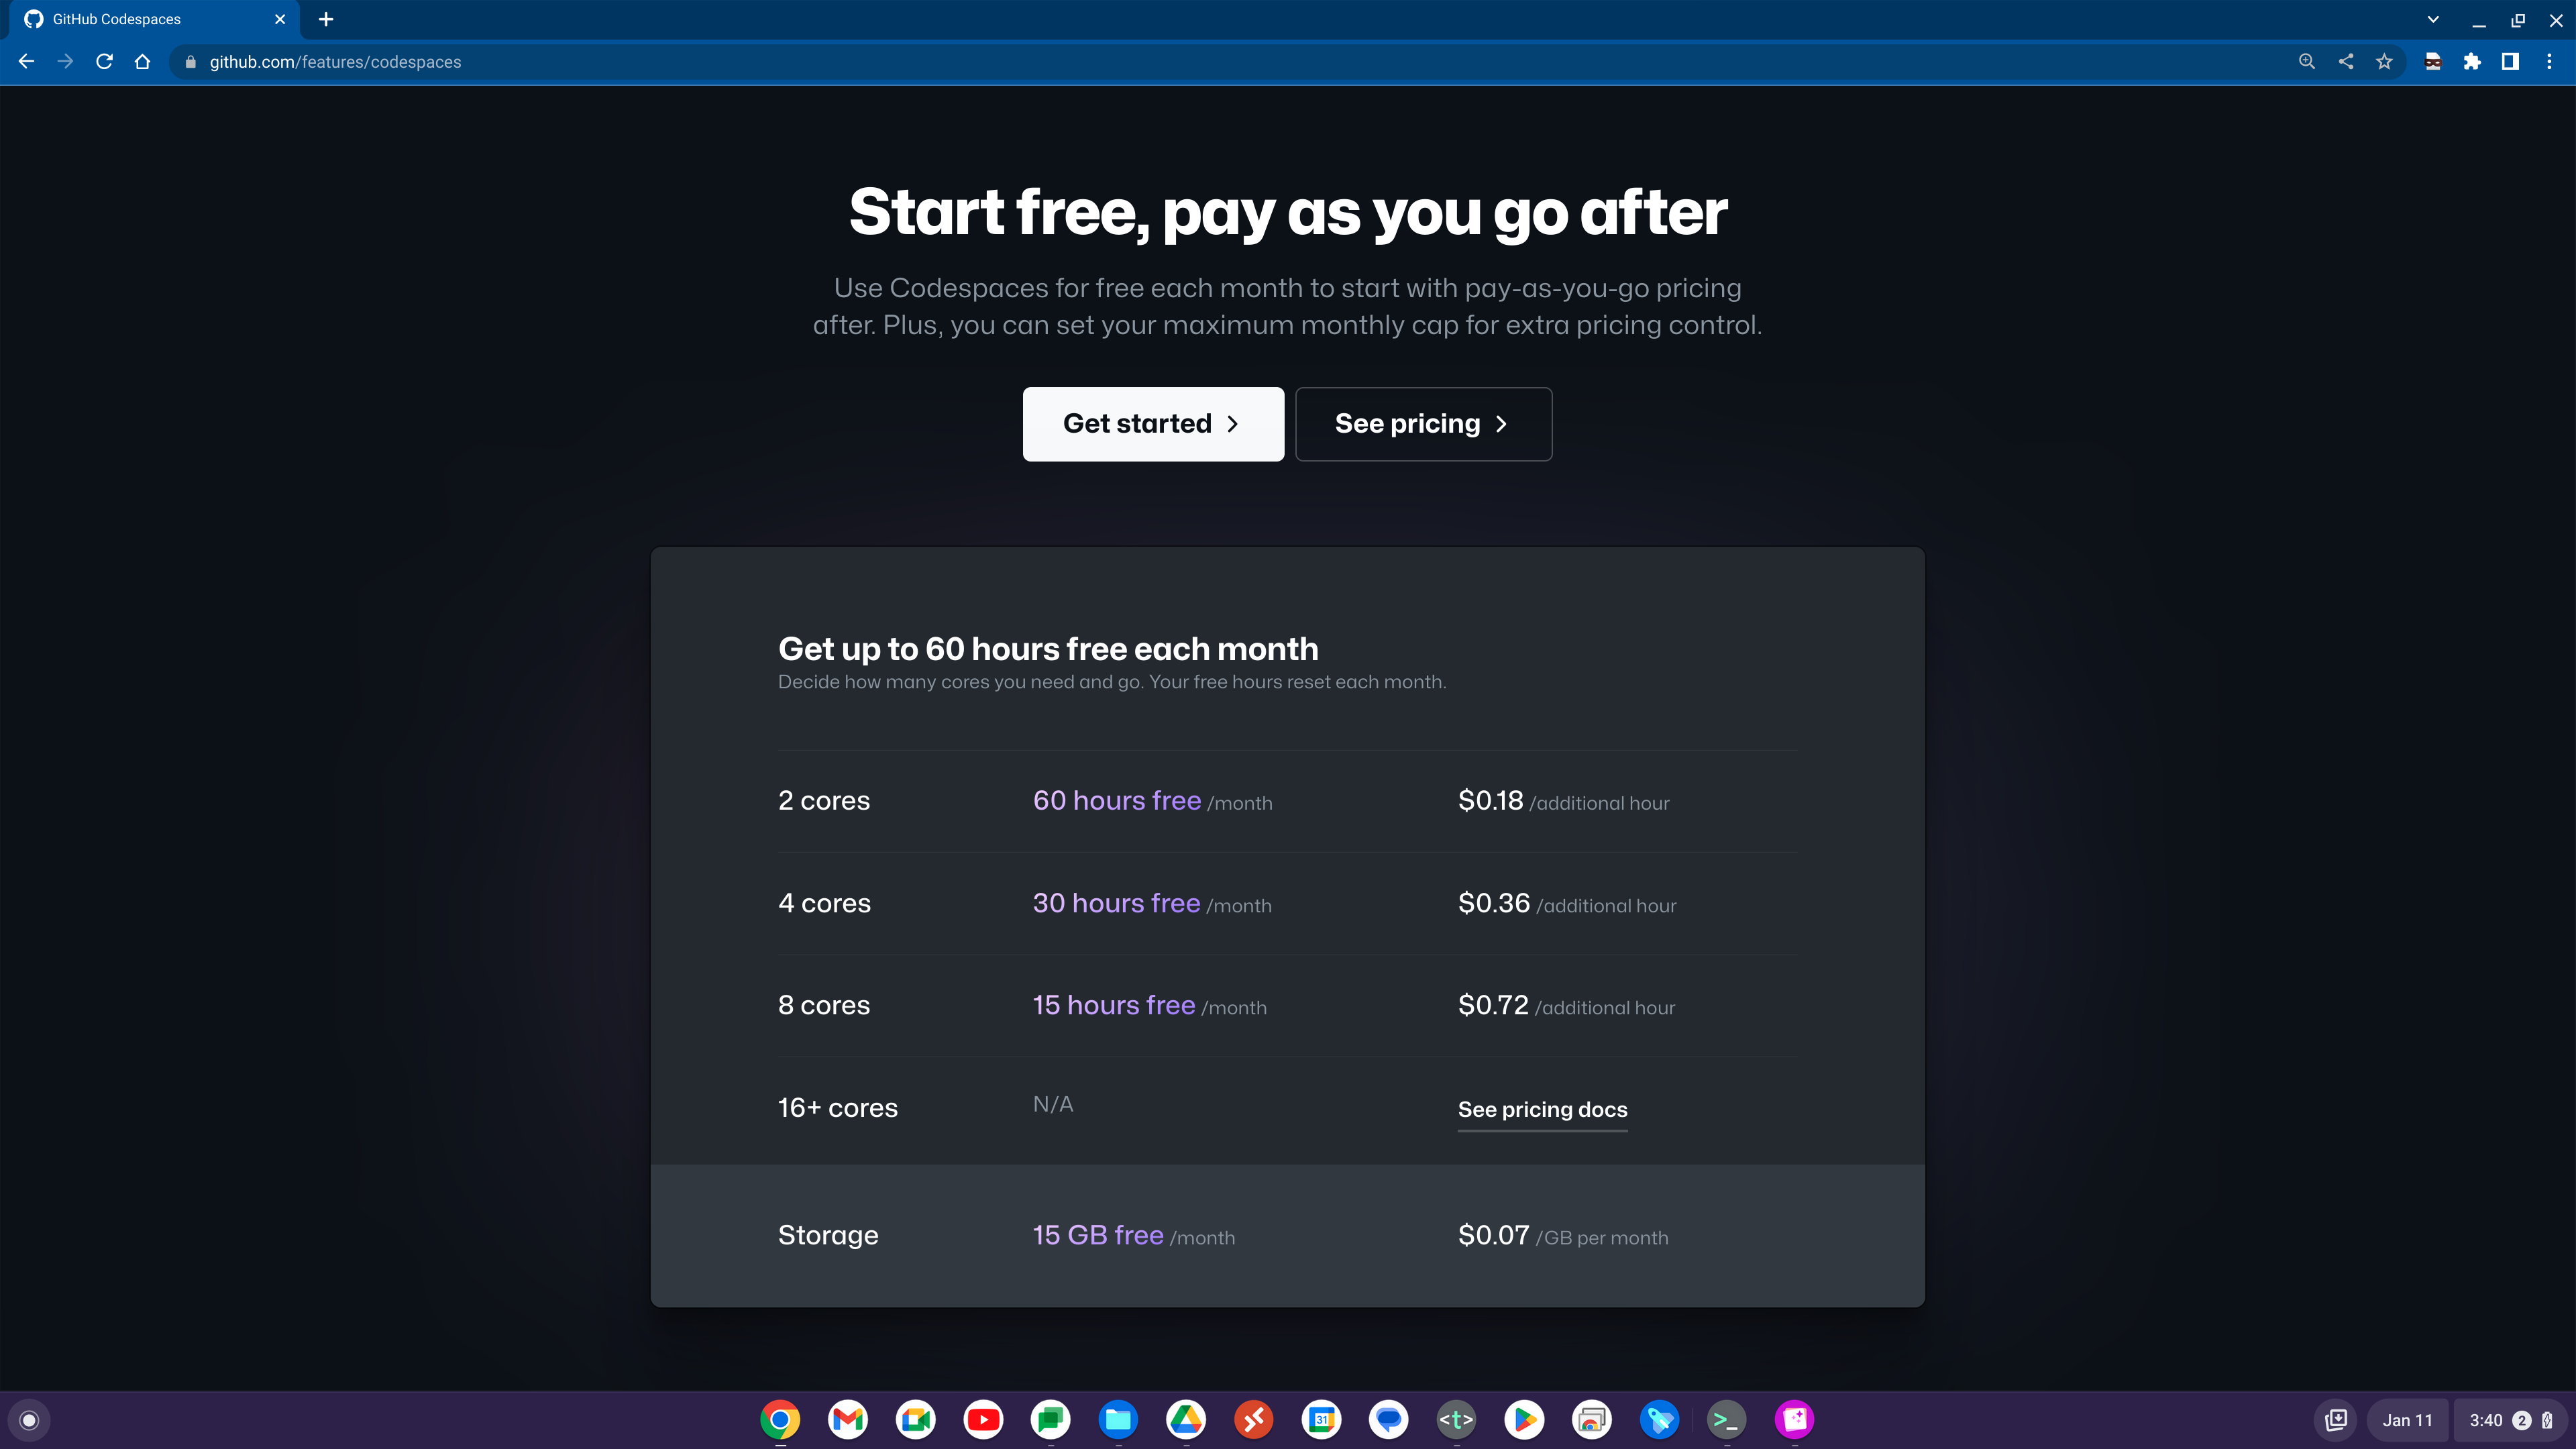 GitHub Codespaces
github.com/features/codespaces
Start free, pay as you go after
Use Codespaces for free each month to start with pay-as-you-go pricing
after. Plus, you can set your maximum monthly cap for extra pricing control.
Get started
See pricing
Get up to 60 hours free each month
Decide how many cores you need and go. Your free hours reset each month.
2 cores 60 hours free /month $0.18 /additional hour
4 cores 30 hours free /month $0.36 /additional hour
8 cores 15 hours free /month $0.72 /additional hour
16+ cores N/A See pricing docs
Storage 15 GB free /month $0.07 /GB per month
31 <t> >_ Jan 11 3:40 2